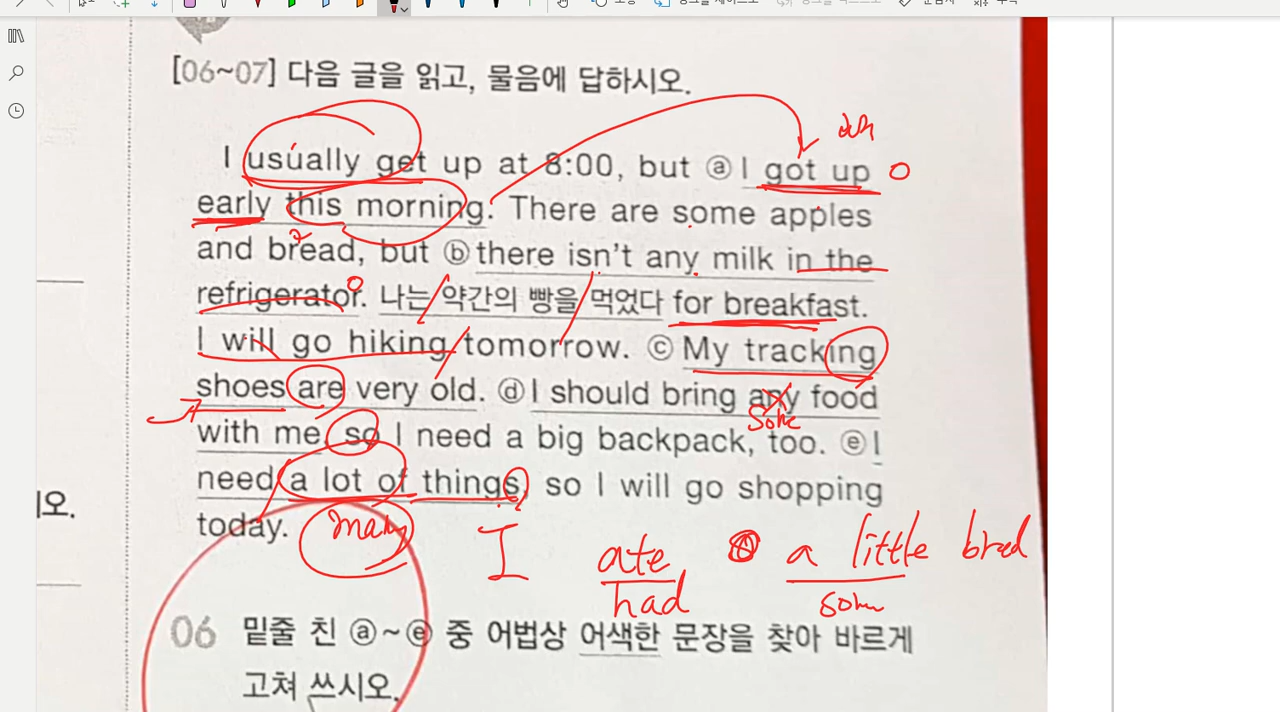 [06~07] 다음 글을 읽고, 물음에 답하시오.
I usually get up at 8:00, but ⓐ I got up O
early this morning. There are some apples
and bread, but ⓑ there isn't any milk in the
refrigerator. 나는 약간의 빵을 먹었다 for breakfast.
I will go hiking tomorrow. ⓒ My tracking
shoes are very old. ⓓ I should bring any food
some
with me, so I need a big backpack, too. ⓔ I
need a lot of things, so I will go shopping
이오.
today. many
I ate a little bread
had some
06 밑줄 친 ⓐ~ⓔ 중 어법상 어색한 문장을 찾아 바르게
고쳐 쓰시오.